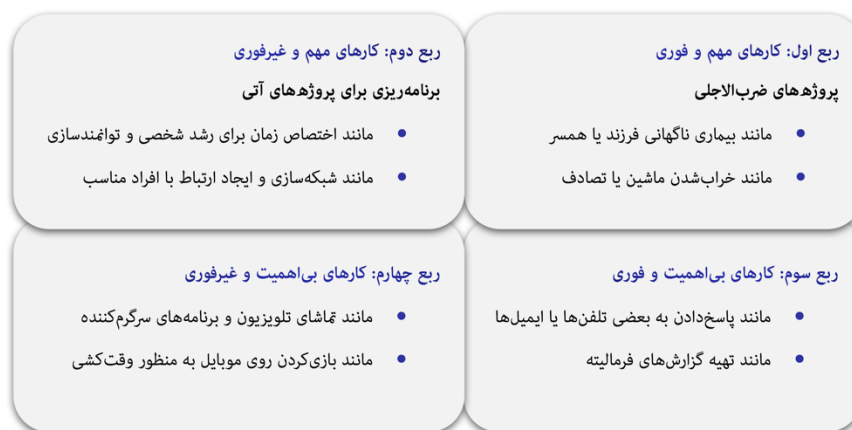 ربع اول: کارهای مهم و فوری
پروژه‌های ضرب‌الاجلی
مانند بیماری ناگهانی فرزند یا همسر
مانند خراب‌شدن ماشین یا تصادف
ربع دوم: کارهای مهم و غیرفوری
برنامه‌ریزی برای پروژه‌های آتی
مانند اختصاص زمان برای رشد شخصی و توانمندسازی
مانند شبکه‌سازی و ایجاد ارتباط با افراد مناسب
ربع سوم: کارهای بی‌اهمیت و فوری
مانند پاسخ‌دادن به بعضی تلفن‌ها یا ایمیل‌ها
مانند تهیه گزارش‌های فرمالیته
ربع چهارم: کارهای بی‌اهمیت و غیرفوری
مانند تماشای تلویزیون و برنامه‌های سرگرم‌کننده
مانند بازی‌کردن روی موبایل به منظور وقت‌کشی